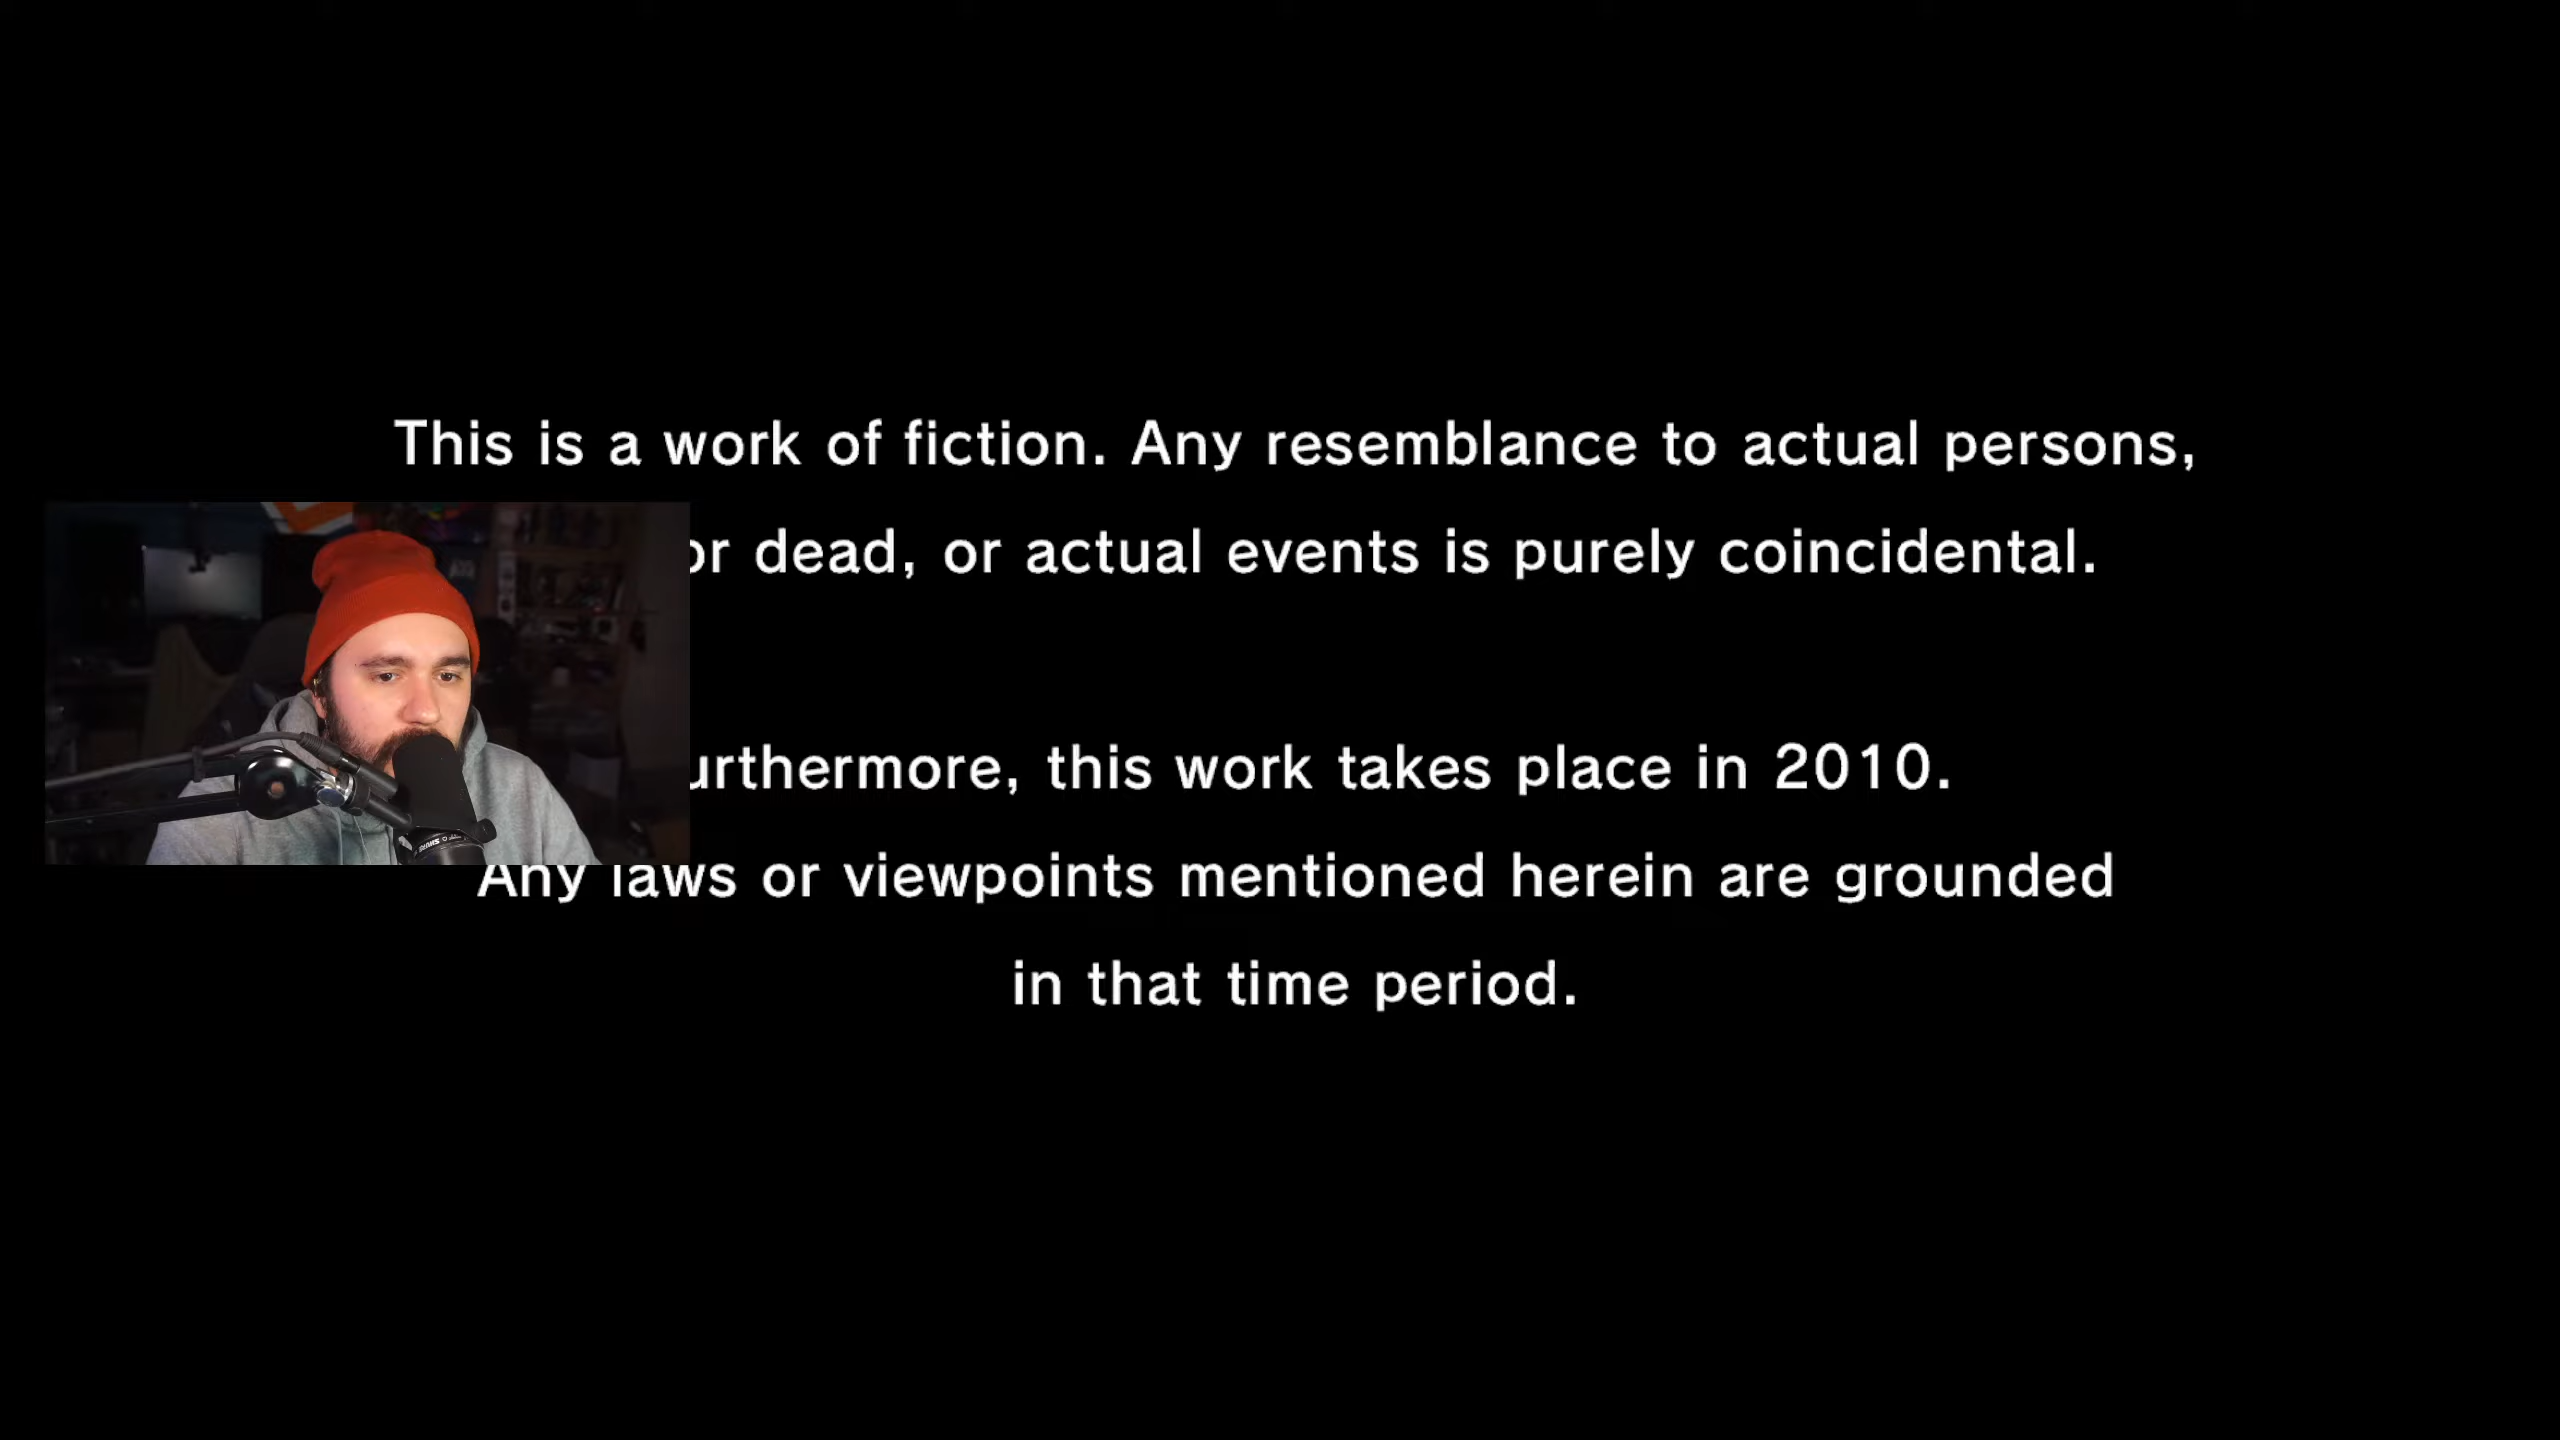 This is a work of fiction. Any resemblance to actual persons,
or dead, or actual events is purely coincidental.
urthermore, this work takes place in 2010.
Any laws or viewpoints mentioned herein are grounded
in that time period.